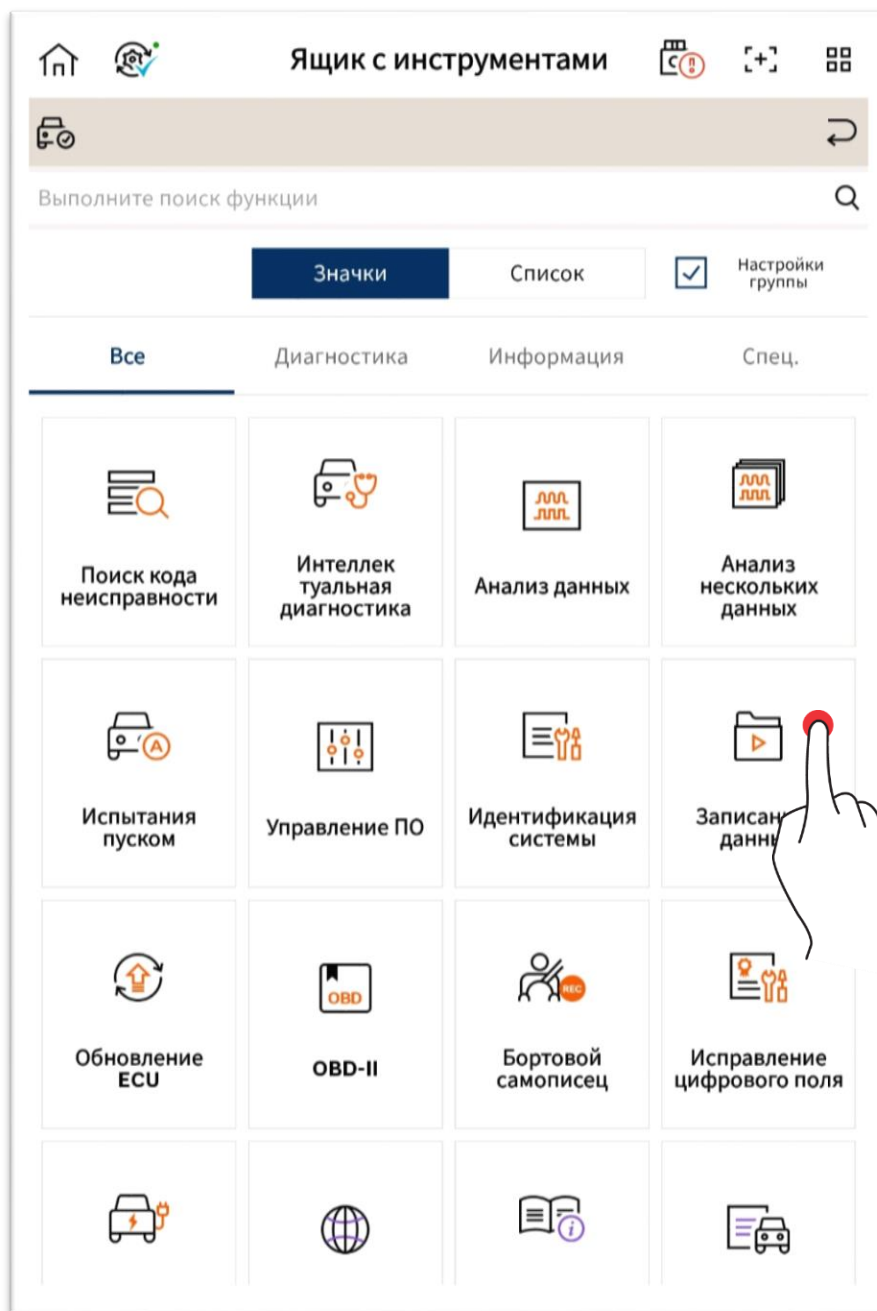 Ящик с инструментами
Выполните поиск функции
Значки
Список
Настройки
группы
Все
Диагностика
Информация
Спец.
Поиск кода
неисправности
Интеллек
туальная
диагностика
Анализ данных
Анализ
нескольких
данных
Испытания
пуском
Управление ПО
Идентификация
системы
Обновление
ECU
OBD
OBD-II
REC
Бортовой
самописец
Исправление
цифрового поля